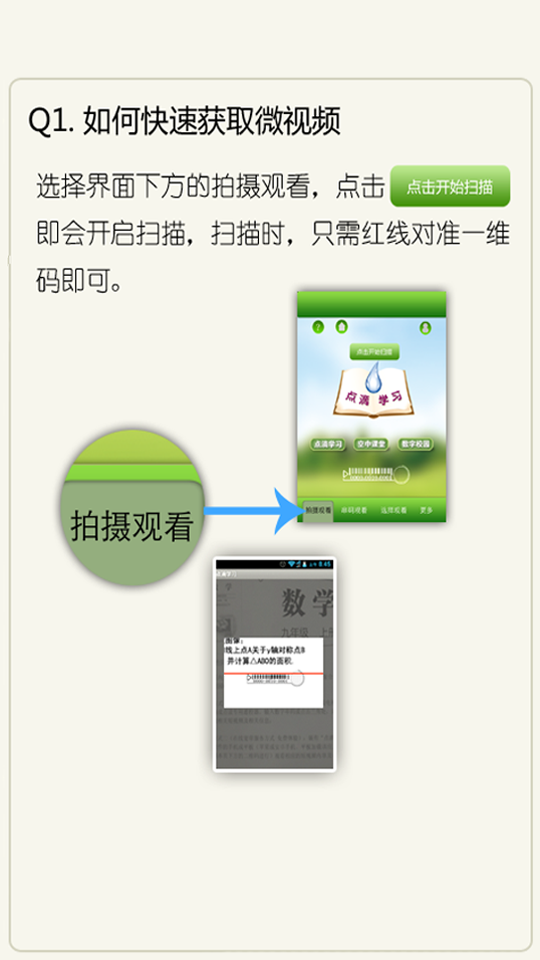 Q1. 如何快速获取微视频
选择界面下方的拍摄观看，点击 点击开始扫描
即会开启扫描，扫描时，只需红线对准一维
码即可。
点击开始扫描
点滴 学习
点滴学习 空中课堂 数字校园
拍摄观看 串码观看 选择观看 更多
拍摄观看
8:45
点滴学习
数学
九年级
图像；
线上点A关于y轴对称点B
并计算△ABO的面积.